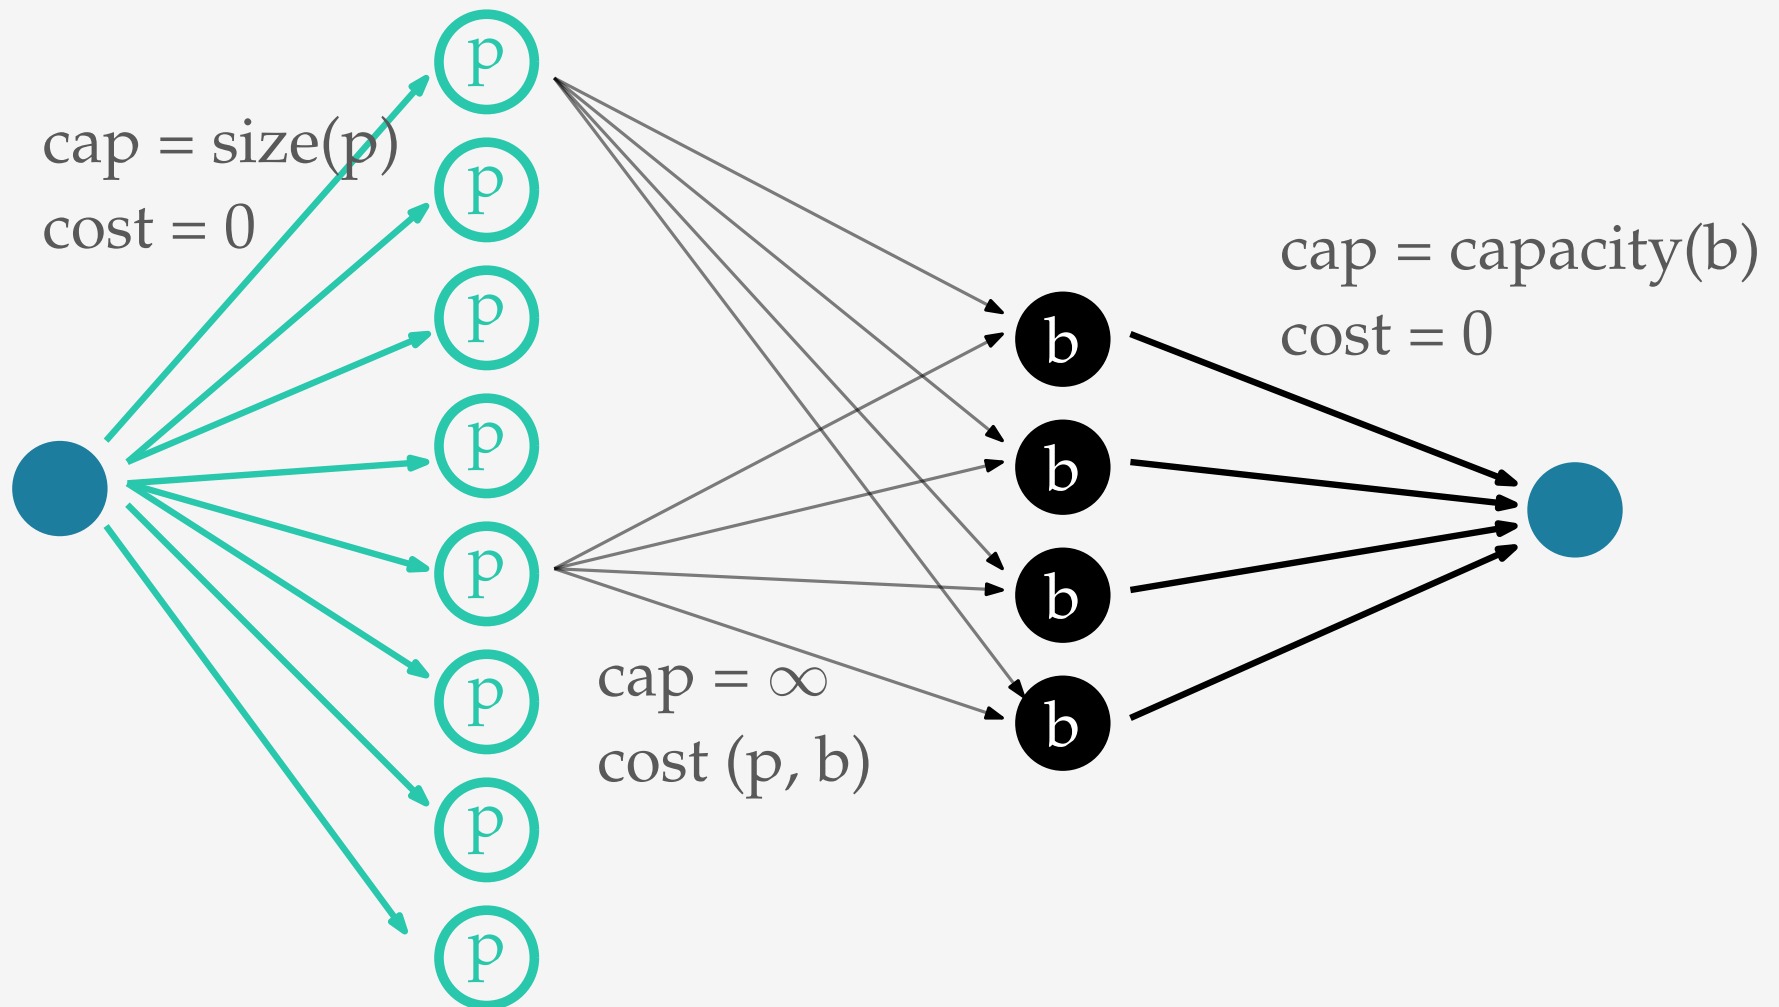 p
cap = size(p)
p
cost = 0
p
cap = capacity(b)
cost = 0
b
p
b
p
b
cap = ∞
p
b
cost (p, b)
p
p